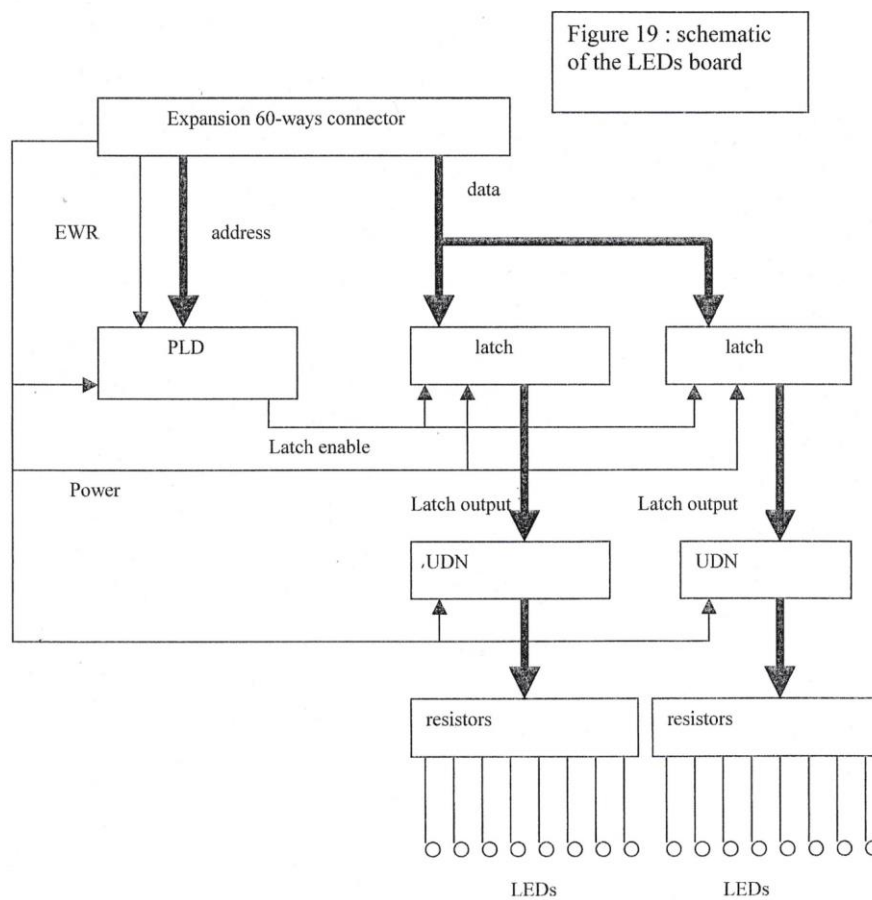 Figure 19 : schematic
of the LEDs board
Expansion 60-ways connector
data
EWR
address
PLD
latch
latch
Latch enable
Power
Latch output
Latch output
UDN
UDN
resistors
resistors
LEDs
LEDs